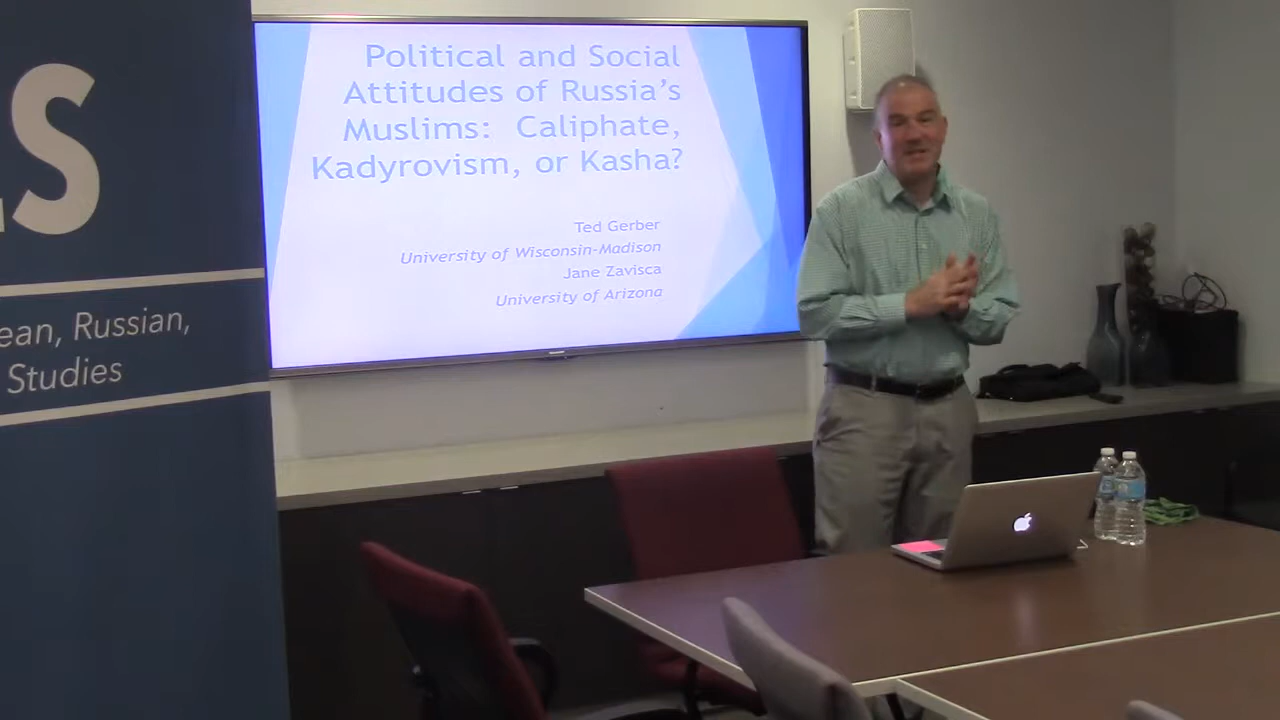 S
ean, Russian,
Studies
Political and Social
Attitudes of Russia's
Muslims: Caliphate,
Kadyrovism, or Kasha?
Ted Gerber
University of Wisconsin-Madison
Jane Zavisca
University of Arizona